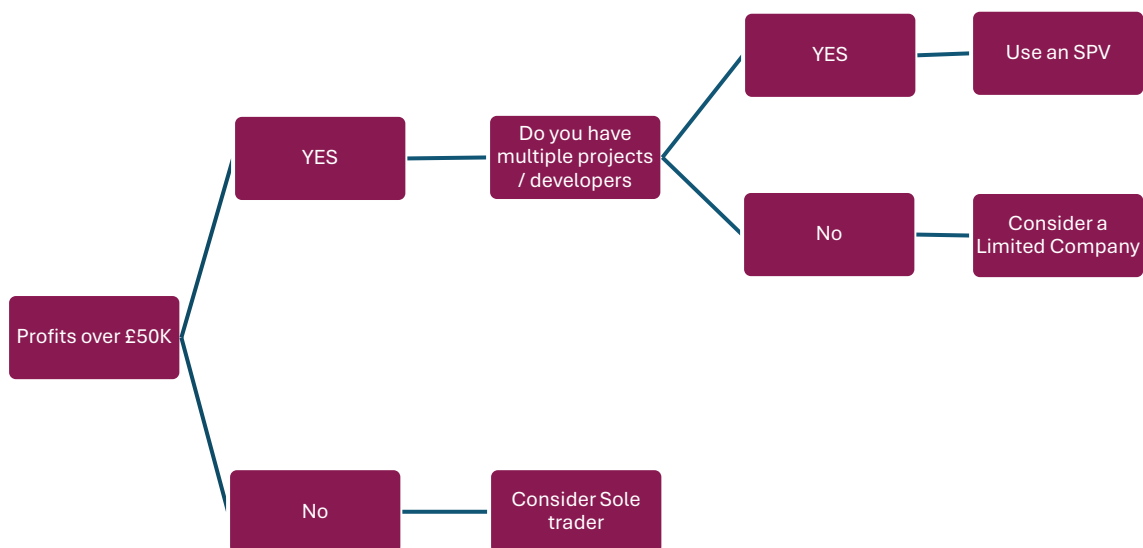 YES
Use an SPV
YES
Do you have
multiple projects
/ developers
No
Consider a
Limited Company
Profits over £50K
No
Consider Sole
trader